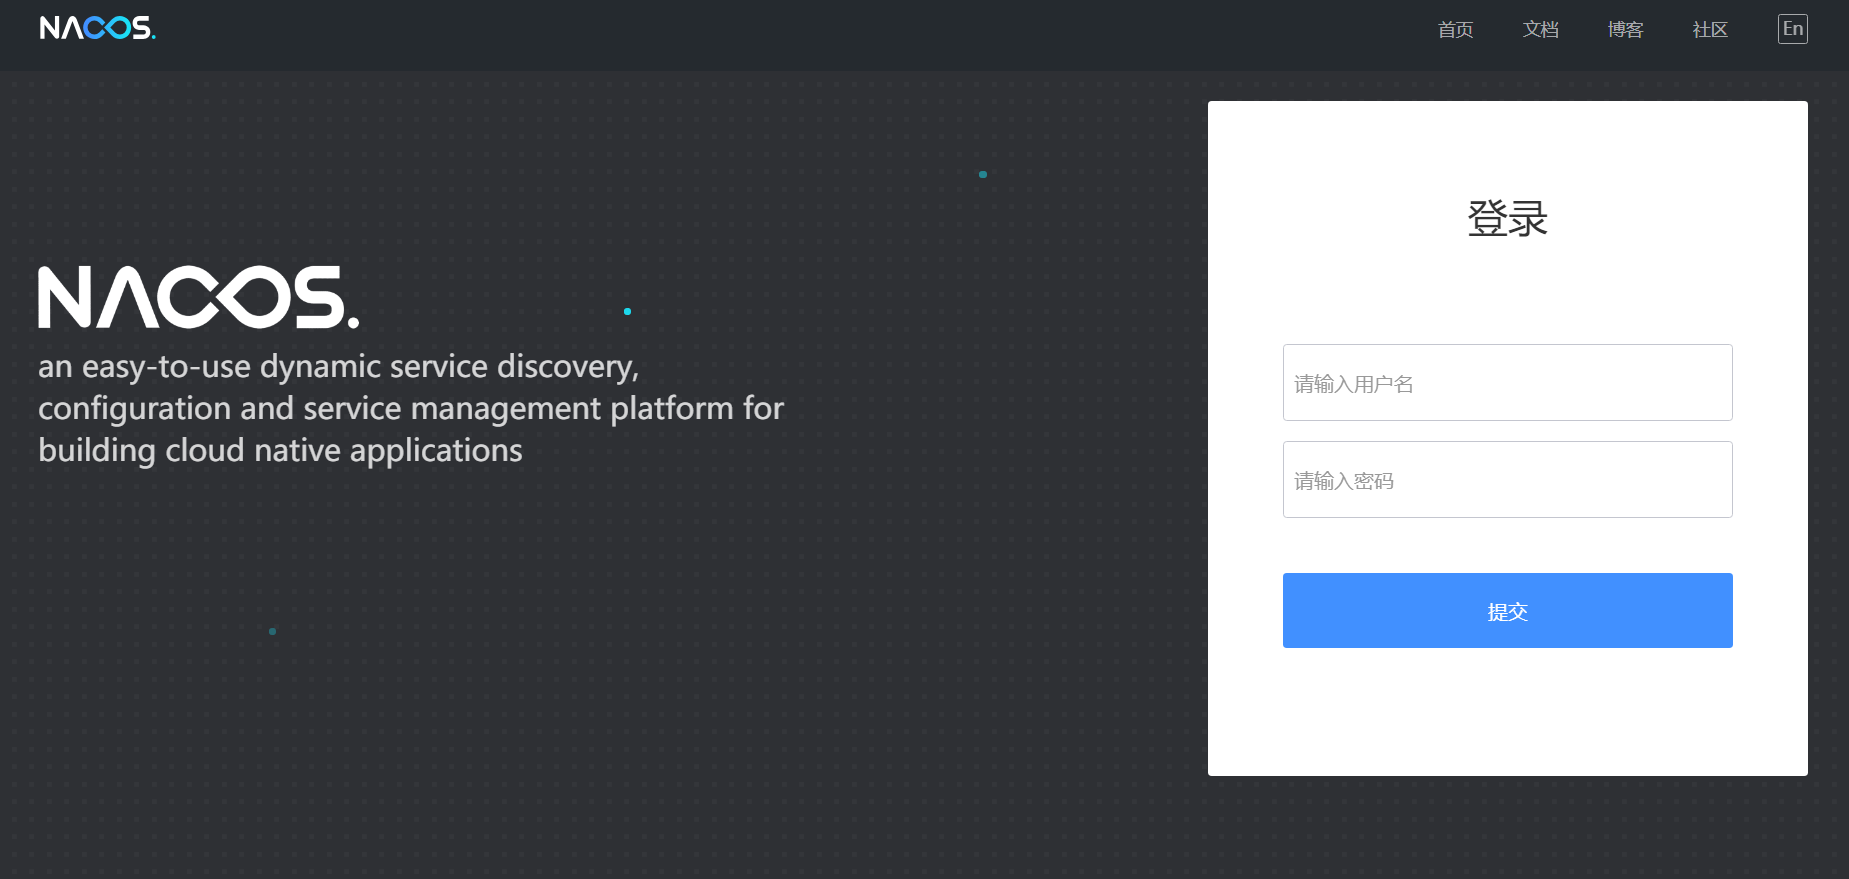 NACOS.
首页
文档
博客
社区
En
登录
NACOS.
an easy-to-use dynamic service discovery,
configuration and service management platform for
building cloud native applications
请输入用户名
请输入密码
提交